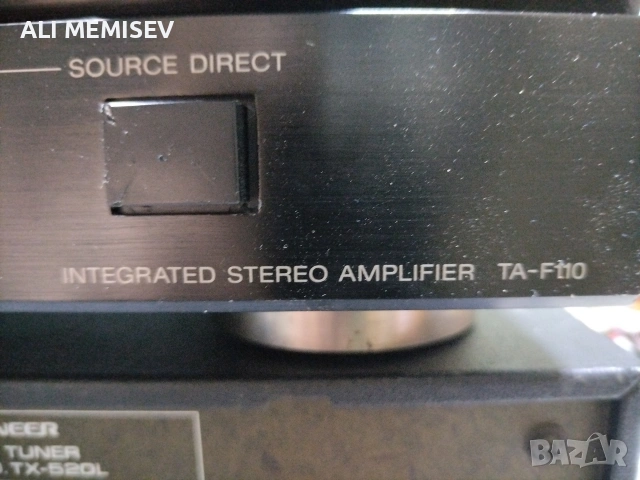 ALI MEMISEV
SOURCE DIRECT
INTEGRATED STEREO AMPLIFIER TA-F110
NEER
TUNER
.TX-520L
BAZAR